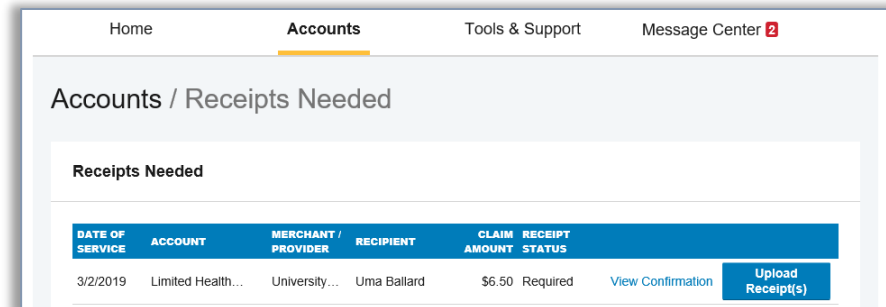 Home Accounts Tools & Support Message Center 2
Accounts / Receipts Needed
Receipts Needed
DATE OF SERVICE ACCOUNT MERCHANT / PROVIDER RECIPIENT CLAIM AMOUNT RECEIPT STATUS
3/2/2019 Limited Health... University... Uma Ballard $6.50 Required View Confirmation Upload Receipt(s)